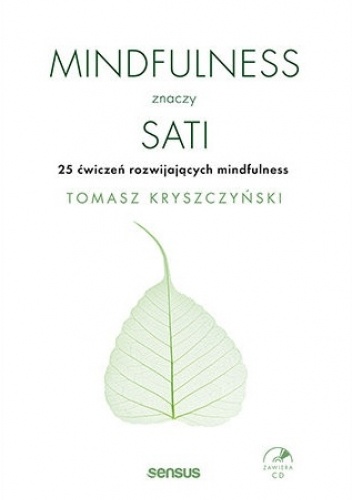 MINDFULNESS
znaczy
SATI
25 ćwiczeń rozwijających mindfulness
TOMASZ KRYSZCZYŃSKI
ZAWIERA
CD
sensus